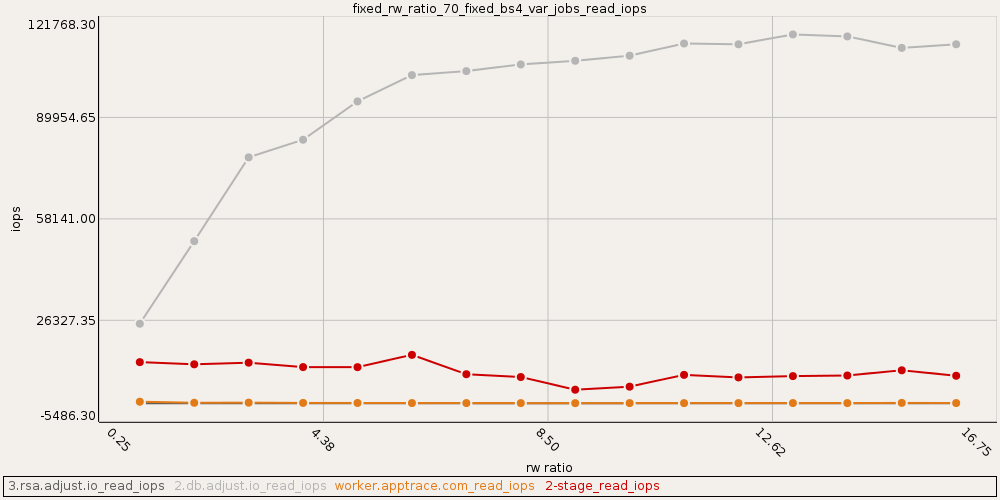 fixed_rw_ratio_70_fixed_bs4_var_jobs_read_iops
121768.30
89954.65
58141.00
26327.35
-5486.30
iops
0.25 4.38 8.50 12.62 16.75
rw ratio
3.rsa.adjust.io_read_iops 2.db.adjust.io_read_iops worker.apptrace.com_read_iops 2-stage_read_iops